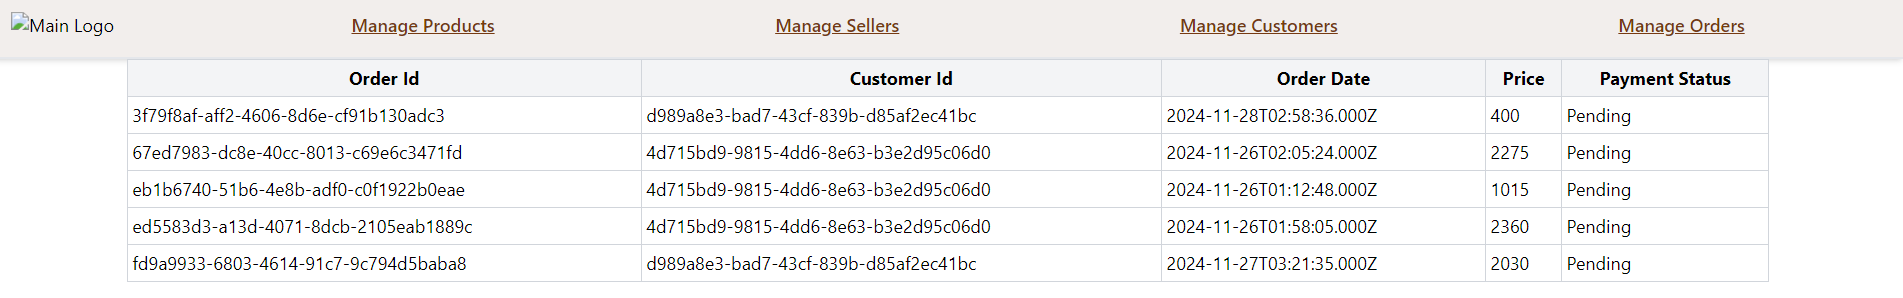 Main Logo Manage Products Manage Sellers Manage Customers Manage Orders
Order Id Customer Id Order Date Price Payment Status
3f79f8af-aff2-4606-8d6e-cf91b130adc3 d989a8e3-bad7-43cf-839b-d85af2ec41bc 2024-11-28T02:58:36.000Z 400 Pending
67ed7983-dc8e-40cc-8013-c69e6c3471fd 4d715bd9-9815-4dd6-8e63-b3e2d95c06d0 2024-11-26T02:05:24.000Z 2275 Pending
eb1b6740-51b6-4e8b-adf0-c0f1922b0eae 4d715bd9-9815-4dd6-8e63-b3e2d95c06d0 2024-11-26T01:12:48.000Z 1015 Pending
ed5583d3-a13d-4071-8dcb-2105eab1889c 4d715bd9-9815-4dd6-8e63-b3e2d95c06d0 2024-11-26T01:58:05.000Z 2360 Pending
fd9a9933-6803-4614-91c7-9c794d5baba8 d989a8e3-bad7-43cf-839b-d85af2ec41bc 2024-11-27T03:21:35.000Z 2030 Pending